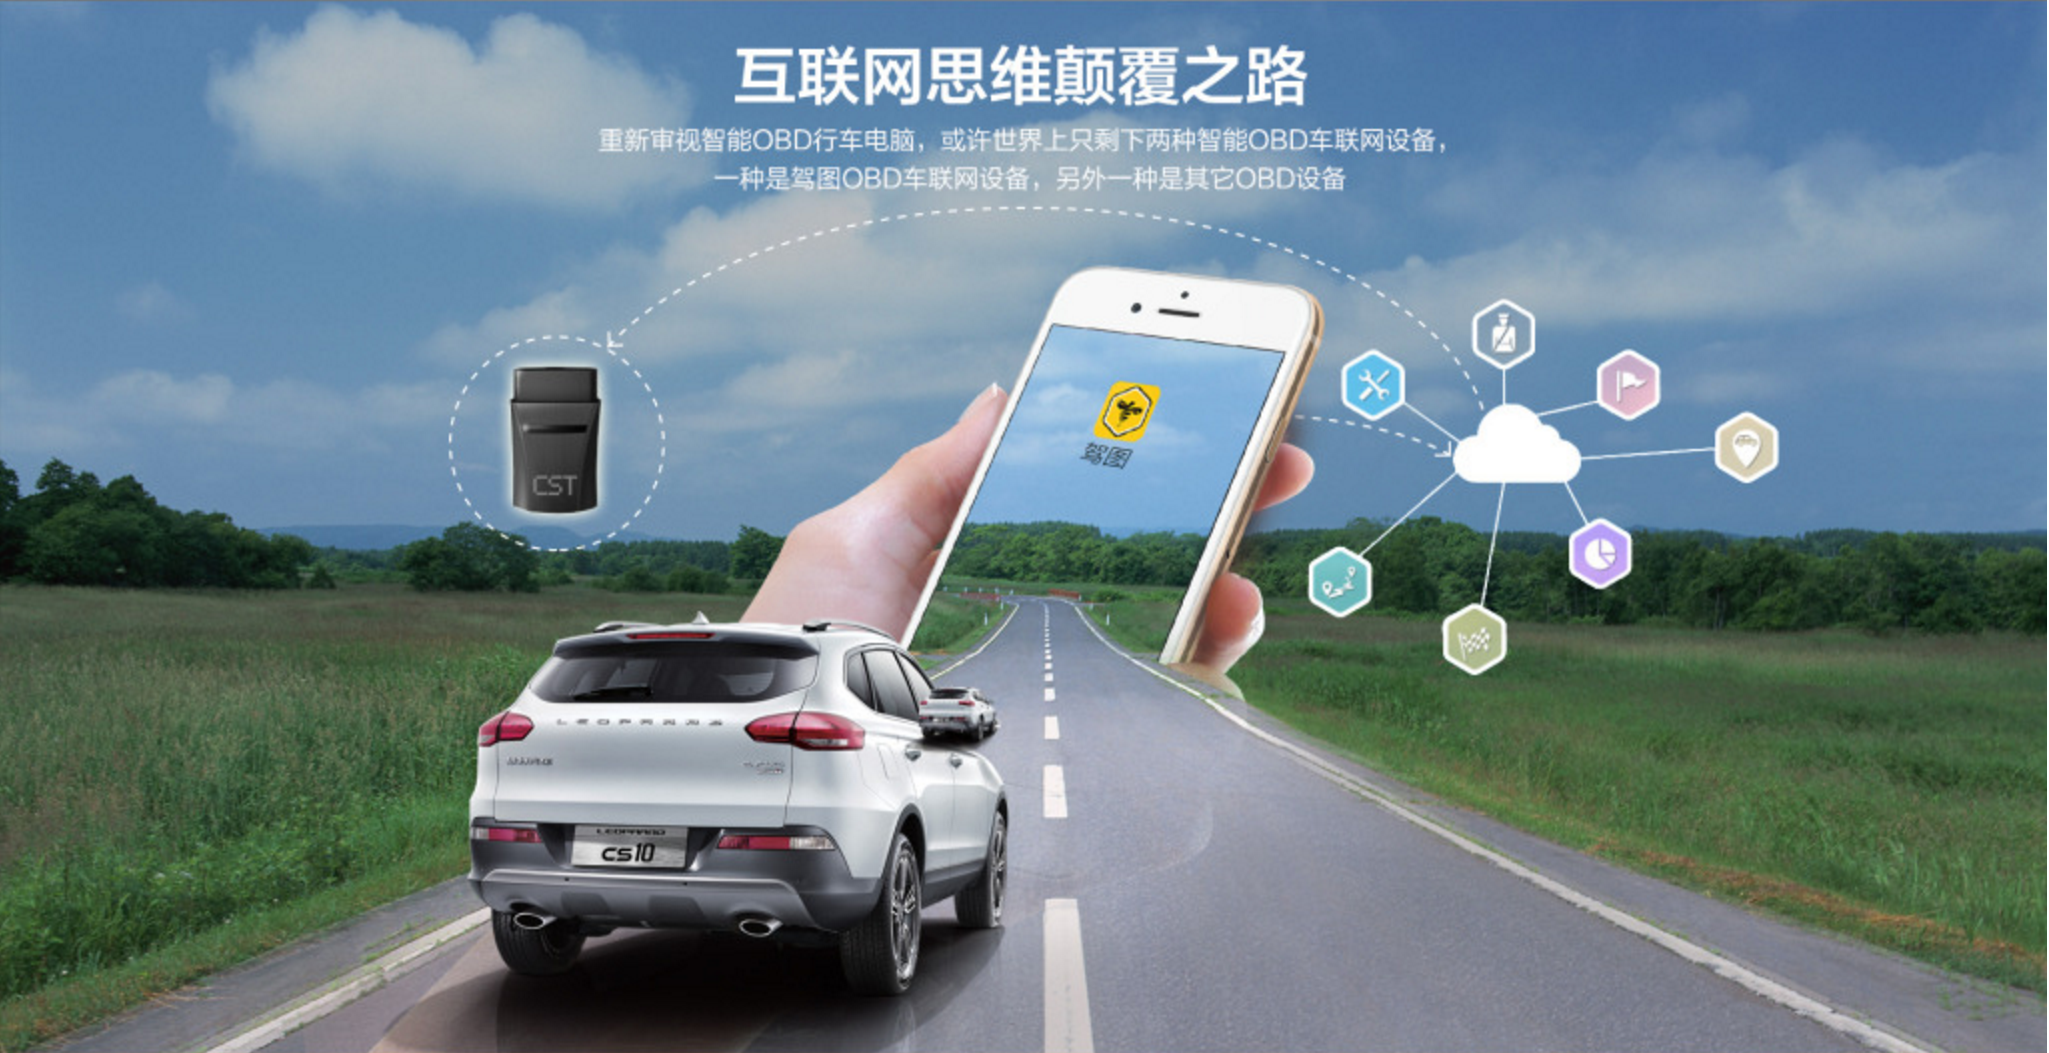 互联网思维颠覆之路
重新审视智能OBD行车电脑，或许世界上只剩下两种智能OBD车联网设备，
一种是驾图OBD车联网设备，另外一种是其它OBD设备
驾图
CST
LEOPAARD
LEOPAARD
CS10